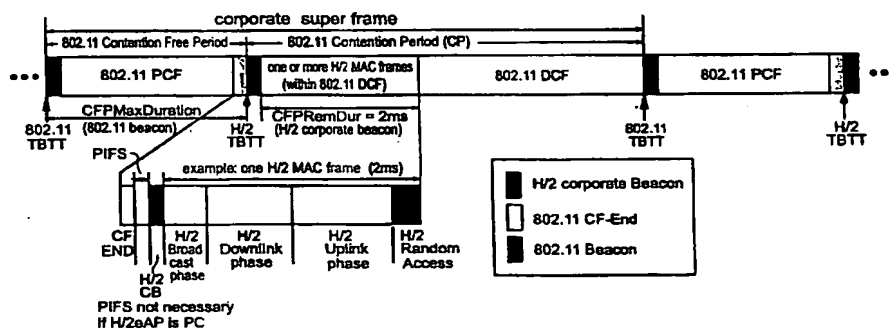 corporate super frame
802.11 Contention Free Period
802.11 Contention Period (CP)
802.11 PCF
one or more H/2 MAC frames
(within 802.11 DCF)
802.11 DCF
802.11 PCF
CFPMaxDuration
(802.11 beacon)
CFPRemDur = 2ms
(H/2 corporate beacon)
802.11
TBTT
H/2
TBTT
802.11
TBTT
H/2
TBTT
PIFS
example: one H/2 MAC frame (2ms)
H/2 corporate Beacon
802.11 CF-End
802.11 Beacon
CF
END
H/2
CB
H/2
Broad
cast
phase
H/2
Downlink
phase
H/2
Uplink
phase
H/2
Random
Access
PIFS not necessary
if H/2eAP is PC